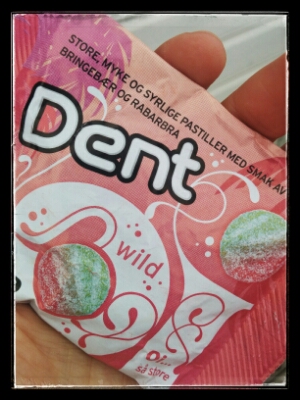 STORE, MYKE OG SYRLIGE PASTILLER MED SMAK AV
BRINGEBÆR OG RABARBRA
Dent
wild
så store